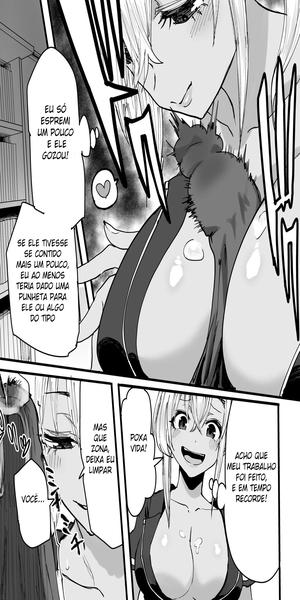 EU SÓ
ESPREMI
UM POUCO
E ELE
GOZOU!
SE ELE TIVESSE
SE CONTIDO
MAIS UM POUCO,
EU AO MENOS
TERIA DADO UMA
PUNHETA PARA
ELE OU ALGO
DO TIPO
ACHO QUE
MEU TRABALHO
FOI FEITO,
E EM TEMPO
RECORDE!
POXA
VIDA!
MAS
QUE ZONA,
DEIXA EU
LIMPAR
VOCÊ...